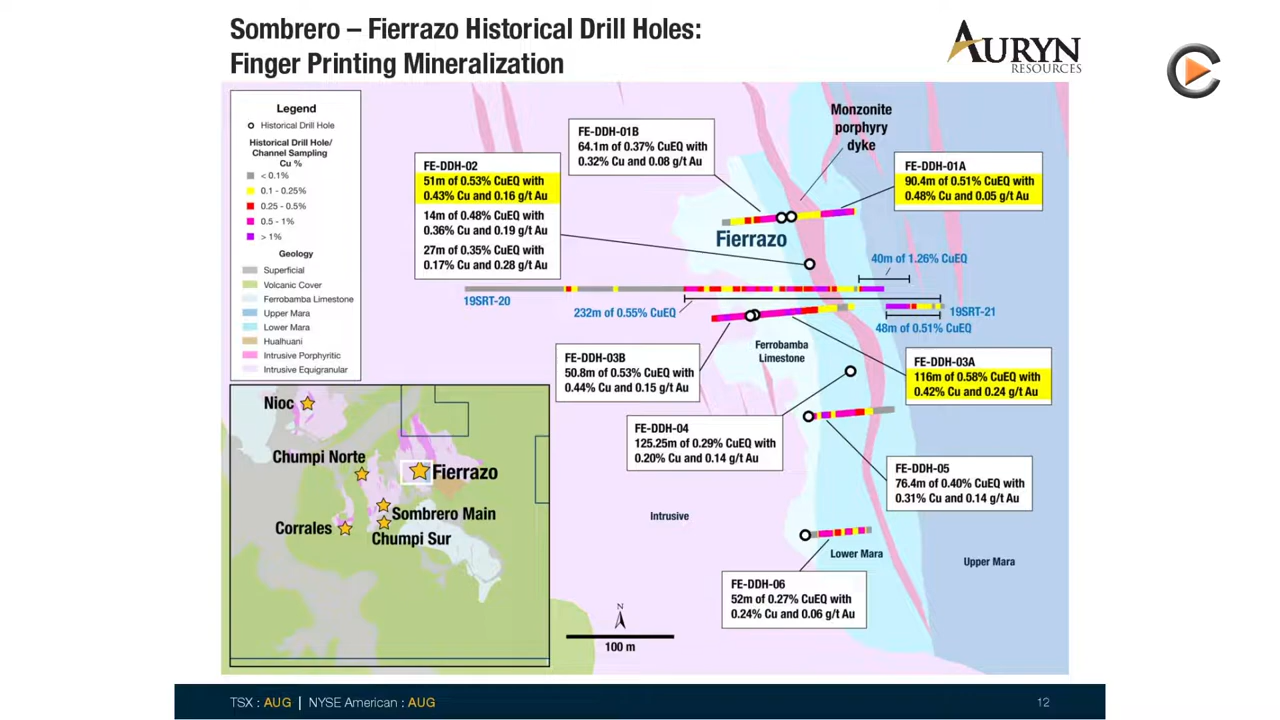 Sombrero – Fierrazo Historical Drill Holes:
Finger Printing Mineralization
AURYN
RESOURCES
Legend
Historical Drill Hole
Historical Drill Hole/
Channel Sampling
Cu %
< 0.1%
0.1 - 0.25%
0.25 - 0.5%
0.5 - 1%
> 1%
Geology
Superficial
Volcanic Cover
Ferrobamba Limestone
Upper Mara
Lower Mara
Hualhuani
Intrusive Porphyritic
Intrusive Equigranular
FE-DDH-02
51m of 0.53% CuEQ with
0.43% Cu and 0.16 g/t Au
14m of 0.48% CuEQ with
0.36% Cu and 0.19 g/t Au
27m of 0.35% CuEQ with
0.17% Cu and 0.28 g/t Au
FE-DDH-01B
64.1m of 0.37% CuEQ with
0.32% Cu and 0.08 g/t Au
Monzonite
porphyry
dyke
FE-DDH-01A
90.4m of 0.51% CuEQ with
0.48% Cu and 0.05 g/t Au
Fierrazo
40m of 1.26% CuEQ
19SRT-20
232m of 0.55% CuEQ
19SRT-21
48m of 0.51% CuEQ
Ferrobamba
Limestone
FE-DDH-03B
50.8m of 0.53% CuEQ with
0.44% Cu and 0.15 g/t Au
FE-DDH-03A
116m of 0.58% CuEQ with
0.42% Cu and 0.24 g/t Au
FE-DDH-04
125.25m of 0.29% CuEQ with
0.20% Cu and 0.14 g/t Au
FE-DDH-05
76.4m of 0.40% CuEQ with
0.31% Cu and 0.14 g/t Au
Intrusive
Lower Mara
Upper Mara
FE-DDH-06
52m of 0.27% CuEQ with
0.24% Cu and 0.06 g/t Au
N
100 m
Nioc
Chumpi Norte
Fierrazo
Sombrero Main
Corrales
Chumpi Sur
TSX : AUG | NYSE American : AUG
12